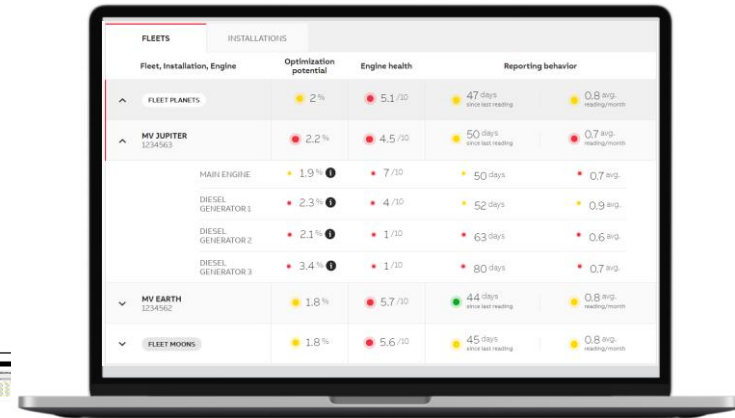 FLEETS INSTALLATIONS
Fleet, Installation, Engine Optimization potential Engine health Reporting behavior
FLEET PLANETS 2 % 5.1 /10 47 days since last reading 0.8 avg. reading/month
MV JUPITER 1234563 2.2 % 4.5 /10 50 days since last reading 0.7 avg. reading/month
MAIN ENGINE 1.9 % i 7 /10 50 days 0.7 avg.
DIESEL GENERATOR 1 2.3 % i 4 /10 52 days 0.9 avg.
DIESEL GENERATOR 2 2.1 % i 1 /10 63 days 0.6 avg.
DIESEL GENERATOR 3 3.4 % i 1 /10 80 days 0.7 avg.
MV EARTH 1234562 1.8 % 5.7 /10 44 days since last reading 0.8 avg. reading/month
FLEET MOONS 1.8 % 5.6 /10 45 days since last reading 0.8 avg. reading/month